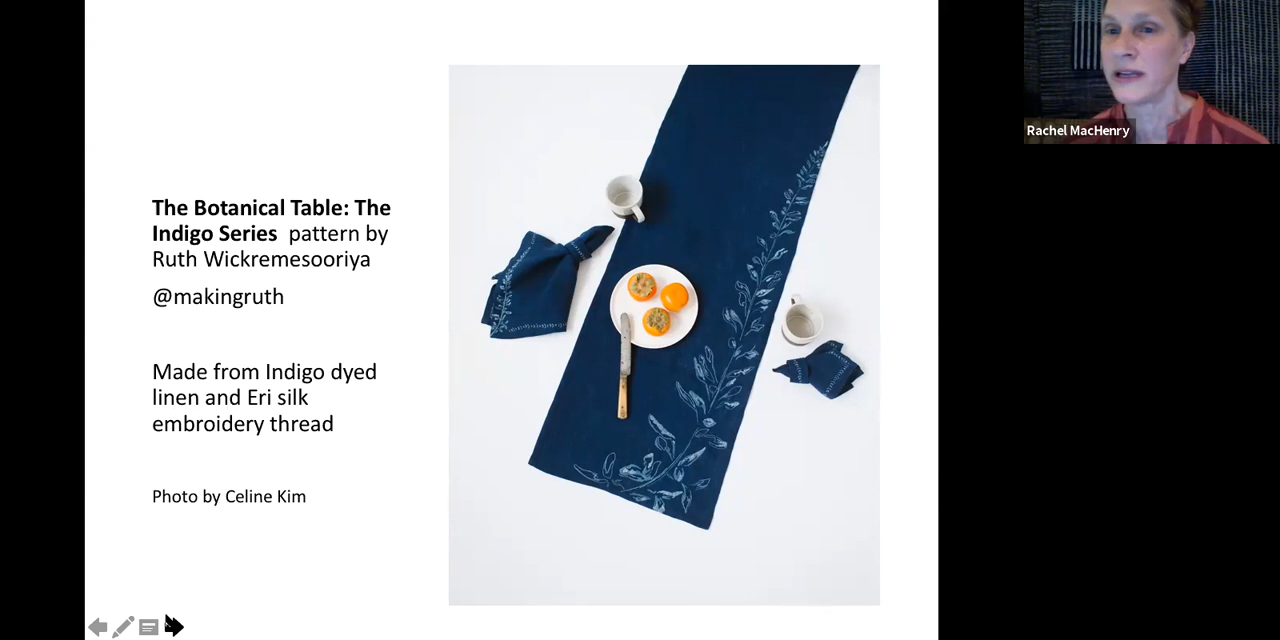 The Botanical Table: The
Indigo Series pattern by
Ruth Wickremesooriya
@makingruth
Made from Indigo dyed
linen and Eri silk
embroidery thread
Photo by Celine Kim
Rachel MacHenry